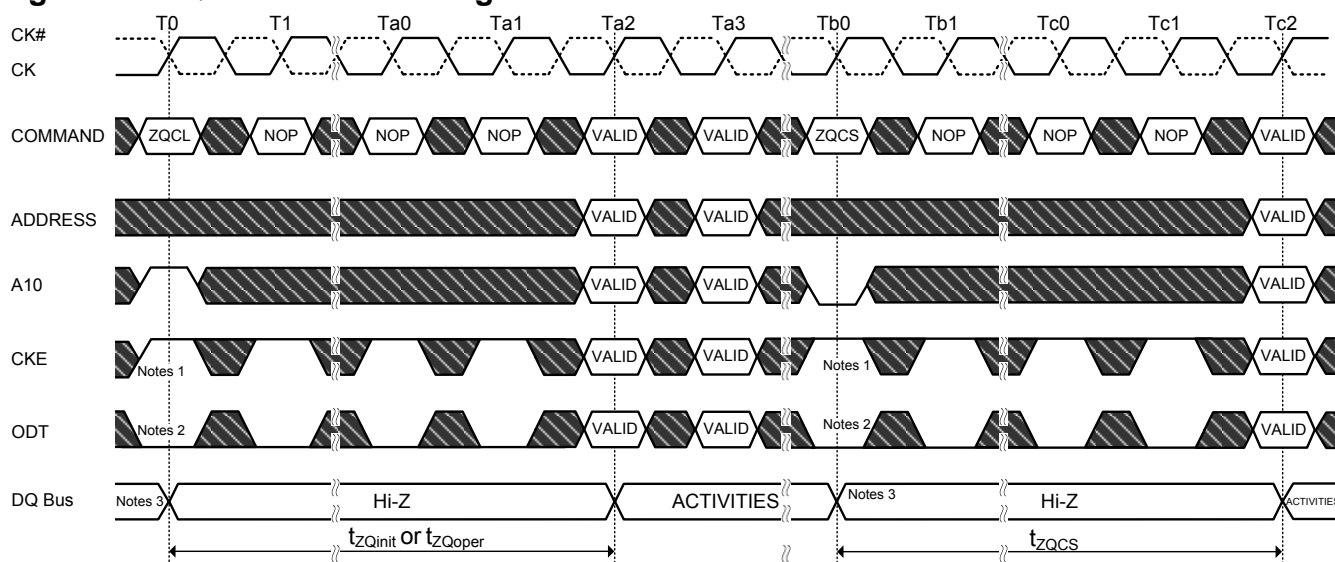 T0 T1 Ta0 Ta1 Ta2 Ta3 Tb0 Tb1 Tc0 Tc1 Tc2
CK#
CK
COMMAND ZQCL NOP NOP NOP VALID VALID ZQCS NOP NOP NOP VALID
ADDRESS VALID VALID VALID
A10 VALID VALID VALID
CKE Notes 1 VALID VALID Notes 1 VALID
ODT Notes 2 VALID VALID Notes 2 VALID
DQ Bus Notes 3 Hi-Z ACTIVITIES Notes 3 Hi-Z ACTIVITIES
tZQinit or tZQoper tZQCS